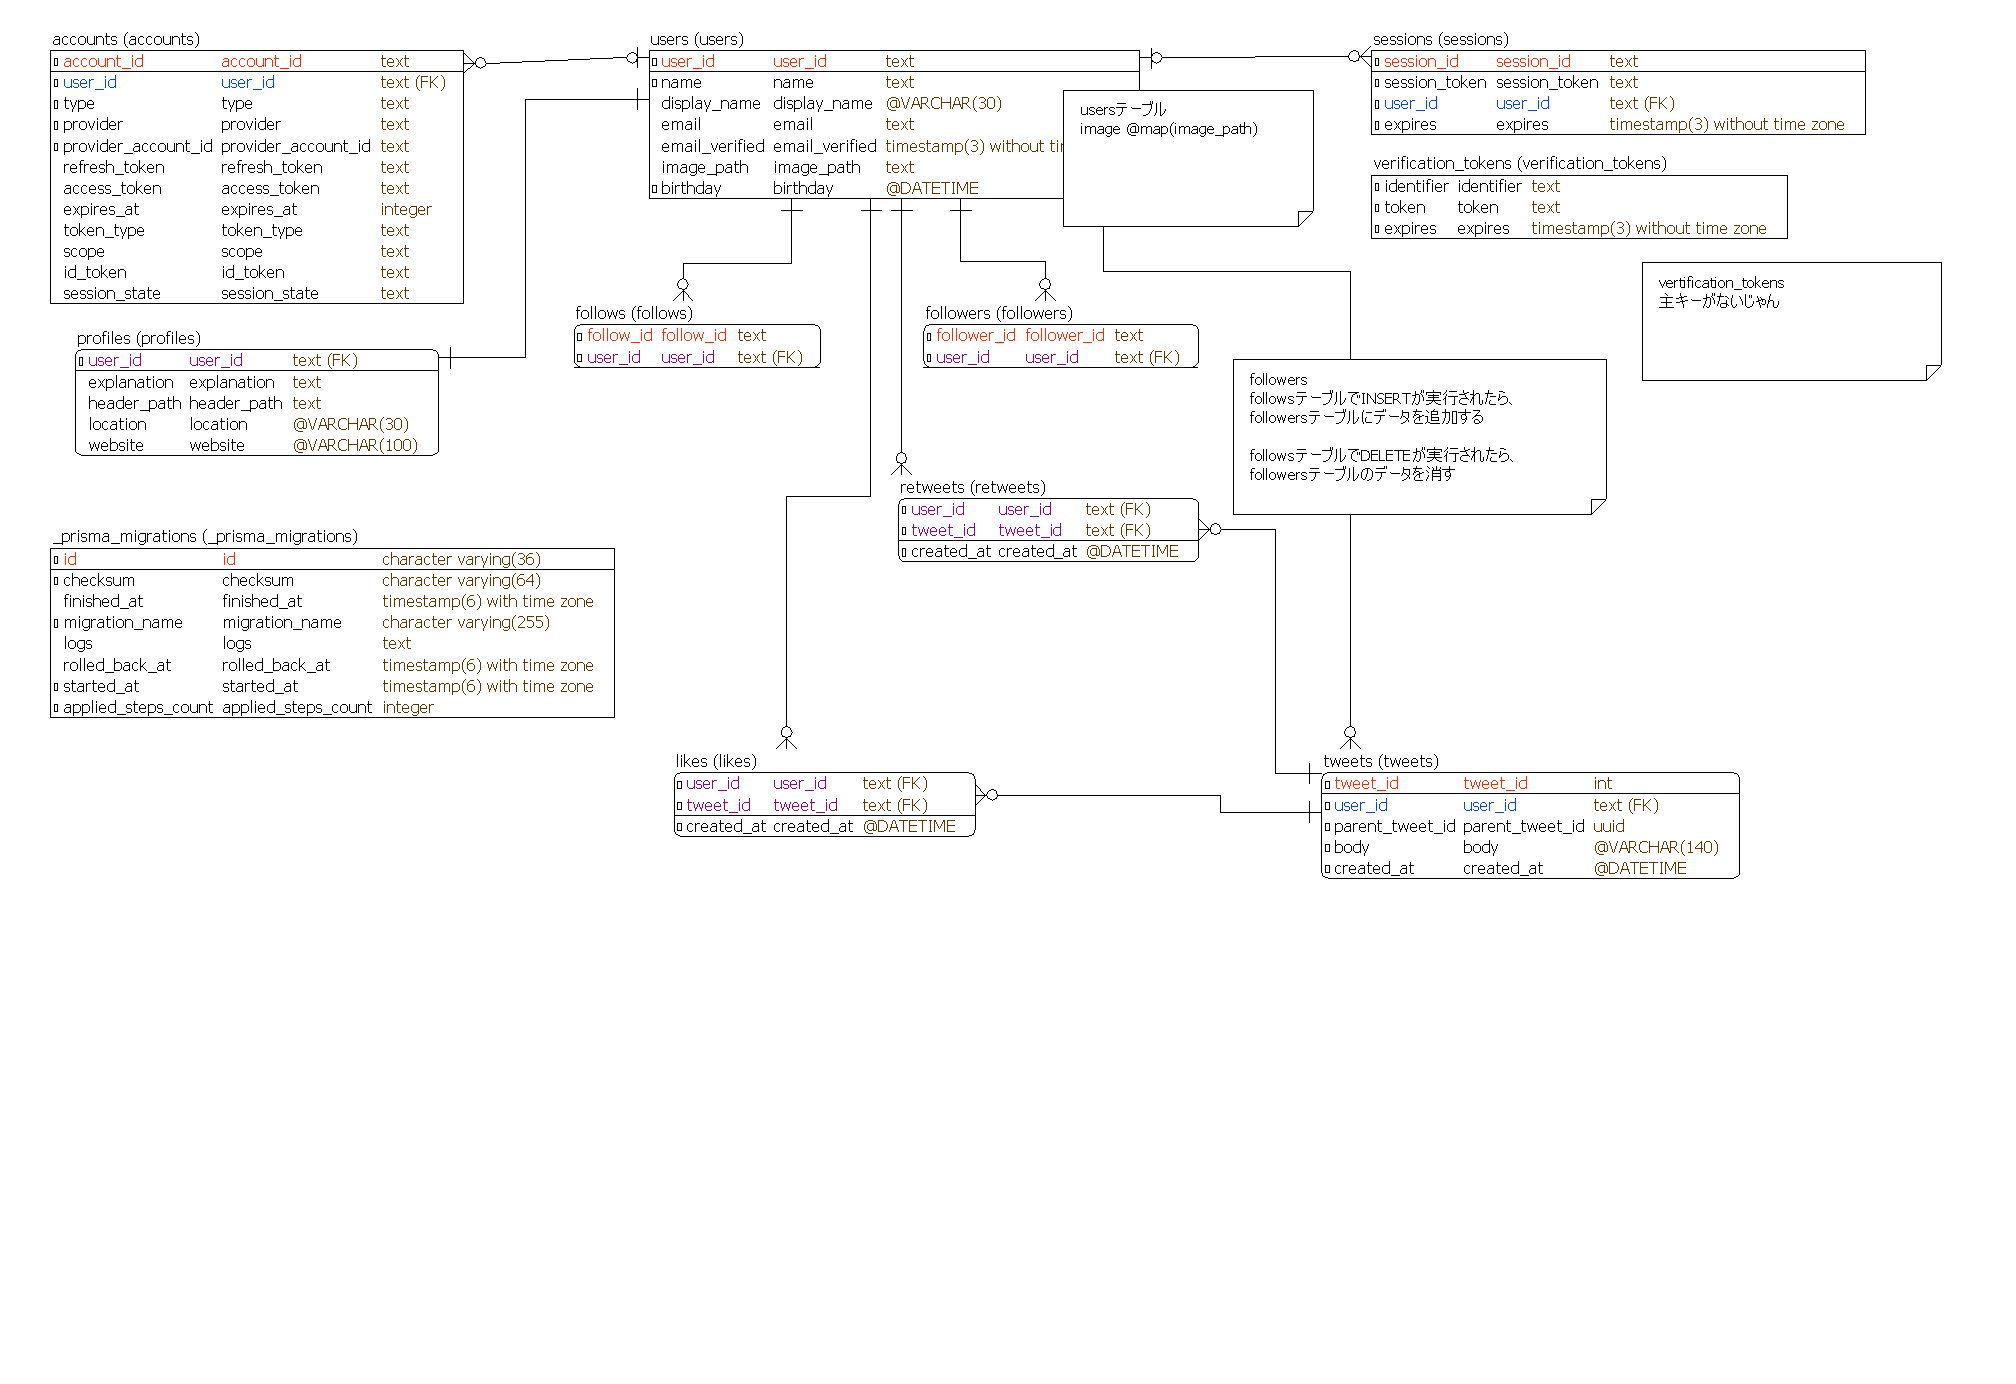 accounts (accounts)
account_id account_id text
user_id user_id text (FK)
type type text
provider provider text
provider_account_id provider_account_id text
refresh_token refresh_token text
access_token access_token text
expires_at expires_at integer
token_type token_type text
scope scope text
id_token id_token text
session_state session_state text
users (users)
user_id user_id text
name name text
display_name display_name @VARCHAR(30)
email email text
email_verified email_verified timestamp(3) without
image_path image_path text
birthday birthday @DATETIME
usersテーブル
image @map(image_path)
sessions (sessions)
session_id session_id text
session_token session_token text
user_id user_id text (FK)
expires expires timestamp(3) without time zone
verification_tokens (verification_tokens)
identifier identifier text
token token text
expires expires timestamp(3) without time zone
vertification_tokens
主キーがないじゃん
profiles (profiles)
user_id user_id text (FK)
explanation explanation text
header_path header_path text
location location @VARCHAR(30)
website website @VARCHAR(100)
follows (follows)
follow_id follow_id text
user_id user_id text (FK)
followers (followers)
follower_id follower_id text
user_id user_id text (FK)
followers
followsテーブルでINSERTが実行されたら、
followersテーブルにデータを追加する
followsテーブルでDELETEが実行されたら、
followersテーブルのデータを消す
retweets (retweets)
user_id user_id text (FK)
tweet_id tweet_id text (FK)
created_at created_at @DATETIME
_prisma_migrations (_prisma_migrations)
id id character varying(36)
checksum checksum character varying(64)
finished_at finished_at timestamp(6) with time zone
migration_name migration_name character varying(255)
logs logs text
rolled_back_at rolled_back_at timestamp(6) with time zone
started_at started_at timestamp(6) with time zone
applied_steps_count applied_steps_count integer
likes (likes)
user_id user_id text (FK)
tweet_id tweet_id text (FK)
created_at created_at @DATETIME
tweets (tweets)
tweet_id tweet_id int
user_id user_id text (FK)
parent_tweet_id parent_tweet_id uuid
body body @VARCHAR(140)
created_at created_at @DATETIME